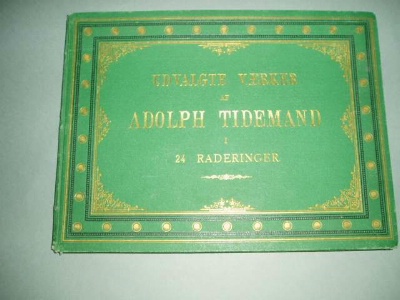 UDVALGTE VÆRKER
AF
ADOLPH TIDEMAND
I
24 RADERINGER